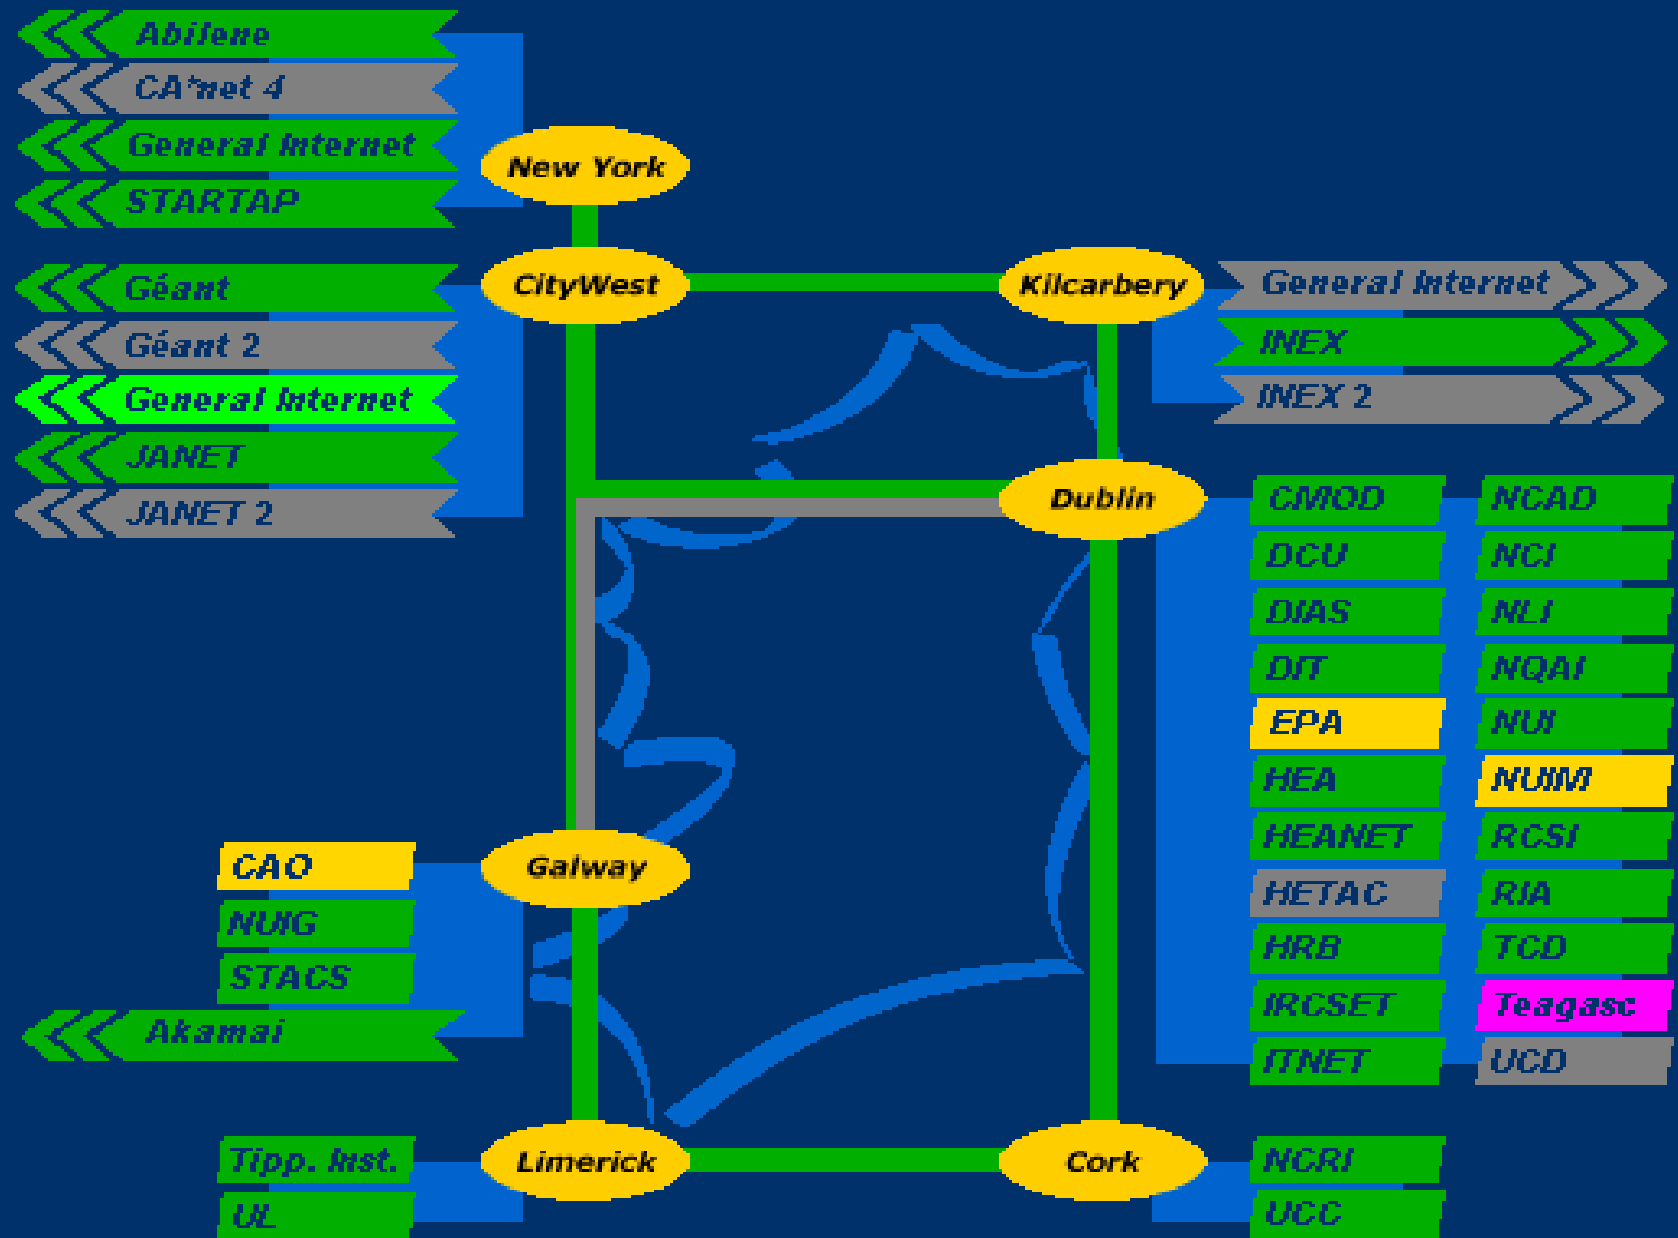 Abilene
CA*net 4
General Internet
STARTAP
New York
CityWest
Kilcarbery
Géant
Géant 2
General Internet
JANET
JANET 2
General Internet
INEX
INEX 2
Dublin
CMOD
NCAD
DCU
NCI
DIAS
NLI
DIT
NQAI
EPA
NUI
HEA
NUIM
HEANET
RCSI
HETAC
RIA
HRB
TCD
IRCSET
Teagasc
ITNET
UCD
Galway
CAO
NUIG
STACS
Akamai
Tipp. Inst.
UL
Limerick
Cork
NCRI
UCC